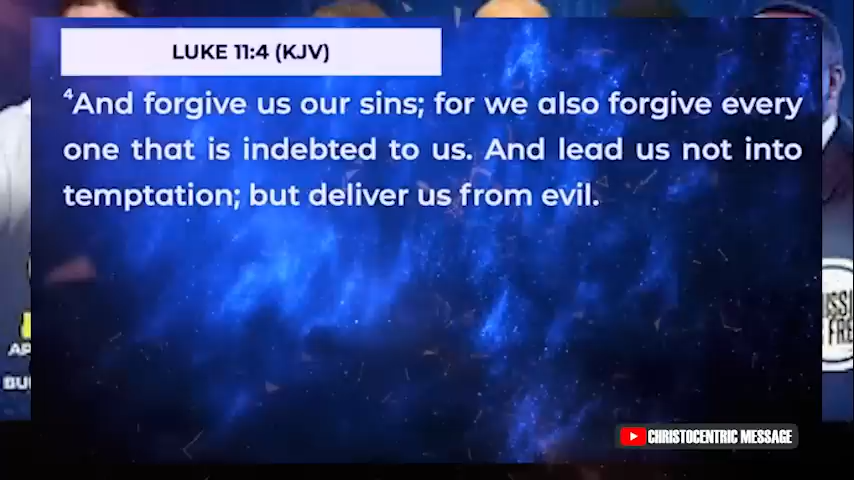 LUKE 11:4 (KJV)
⁴And forgive us our sins; for we also forgive every
one that is indebted to us. And lead us not into
temptation; but deliver us from evil.
CHRISTOCENTRIC MESSAGE